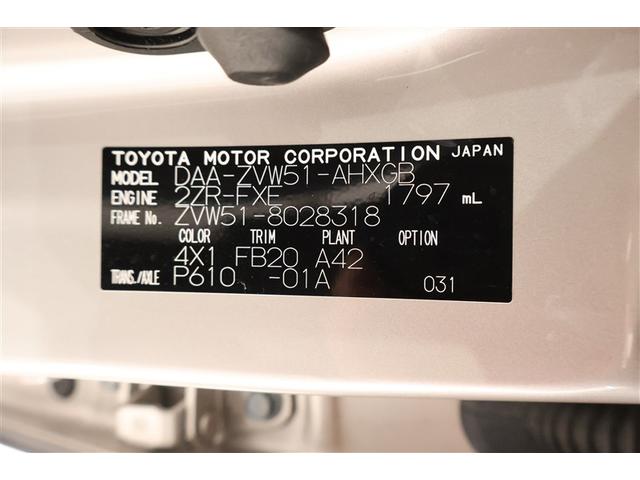 TOYOTA MOTOR CORPORATION JAPAN
MODEL DAA-ZVW51-AHXGB
ENGINE 2ZR-FXE 1797 mL
FRAME No. ZVW51-8028318
COLOR TRIM PLANT OPTION
4X1 FB20 A42
TRANS./AXLE P610 -01A 031